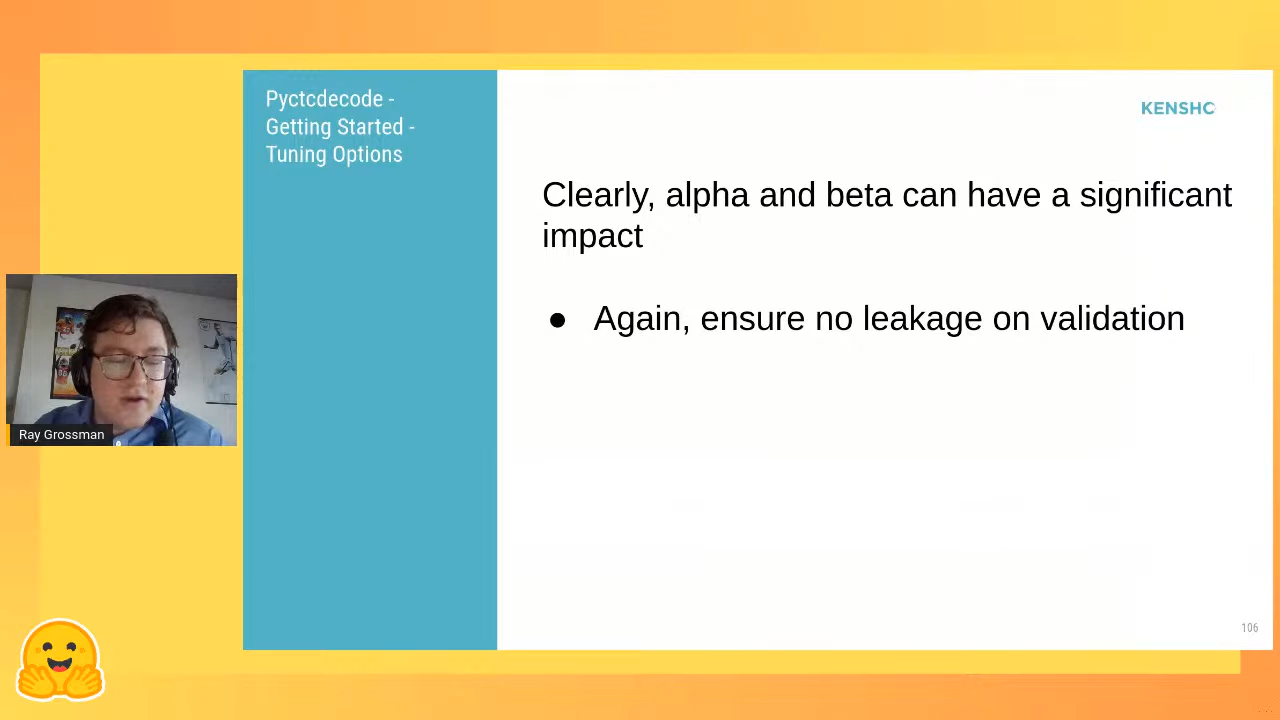 Pyctcdecode -
Getting Started -
Tuning Options
KENSHO
Clearly, alpha and beta can have a significant
impact
● Again, ensure no leakage on validation
Ray Grossman
106